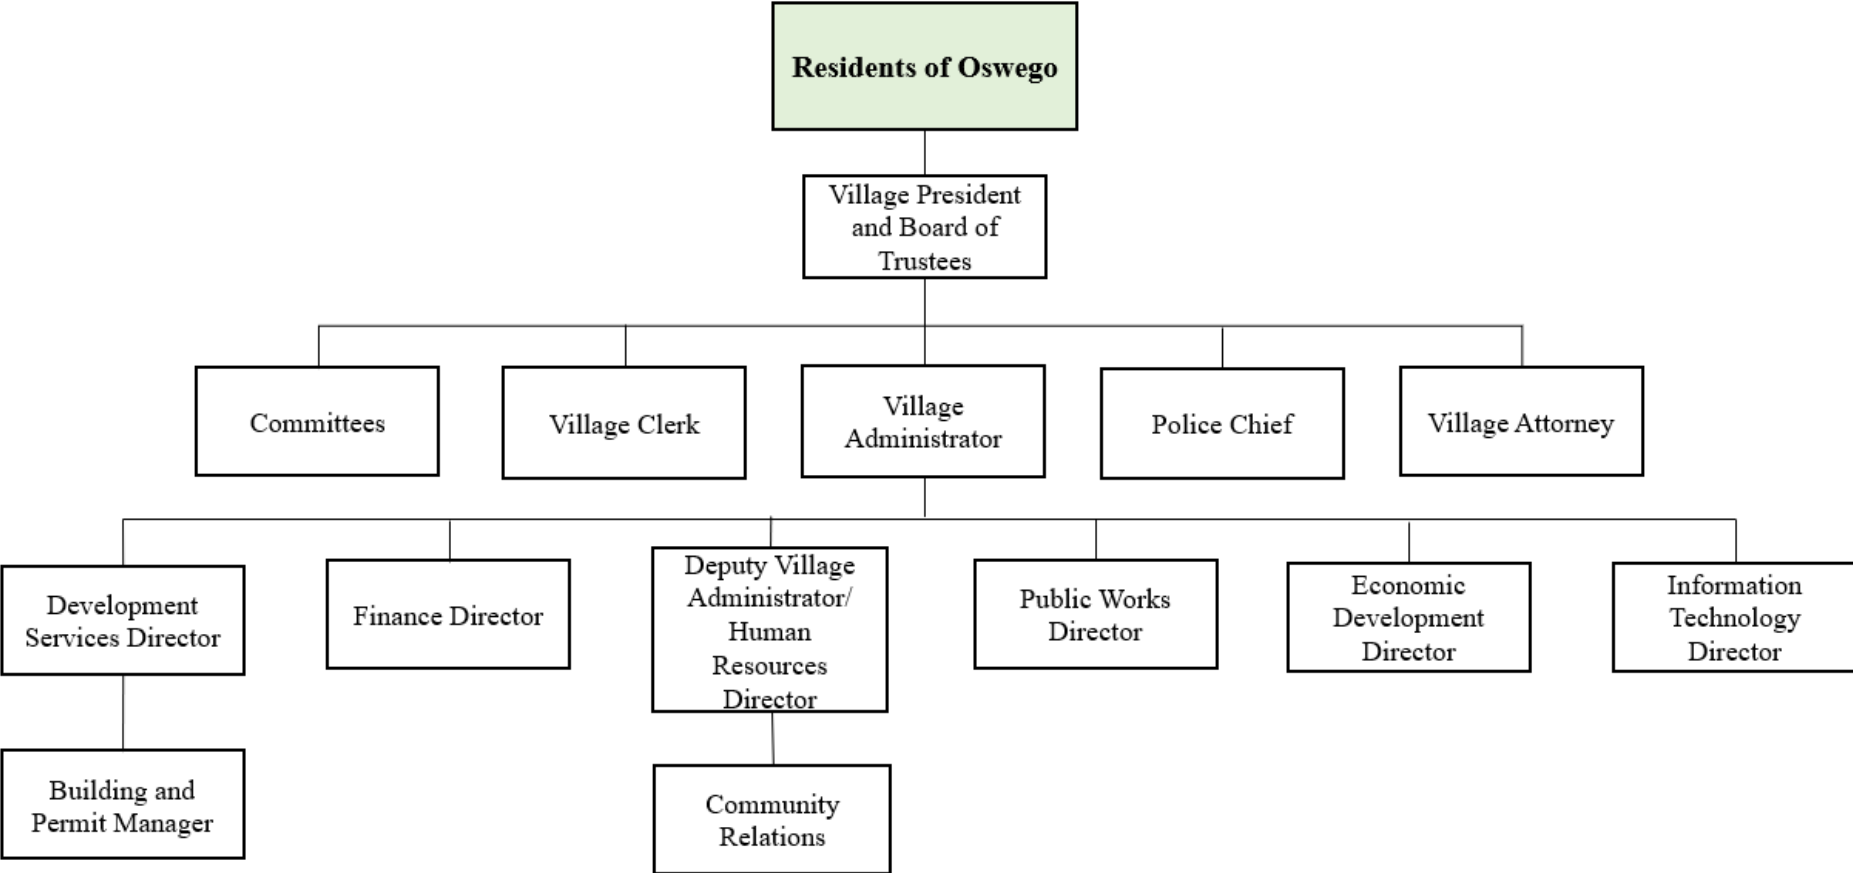 Residents of Oswego
Village President
and Board of
Trustees
Committees
Village Clerk
Village
Administrator
Police Chief
Village Attorney
Development
Services Director
Finance Director
Deputy Village
Administrator/
Human
Resources
Director
Public Works
Director
Economic
Development
Director
Information
Technology
Director
Building and
Permit Manager
Community
Relations